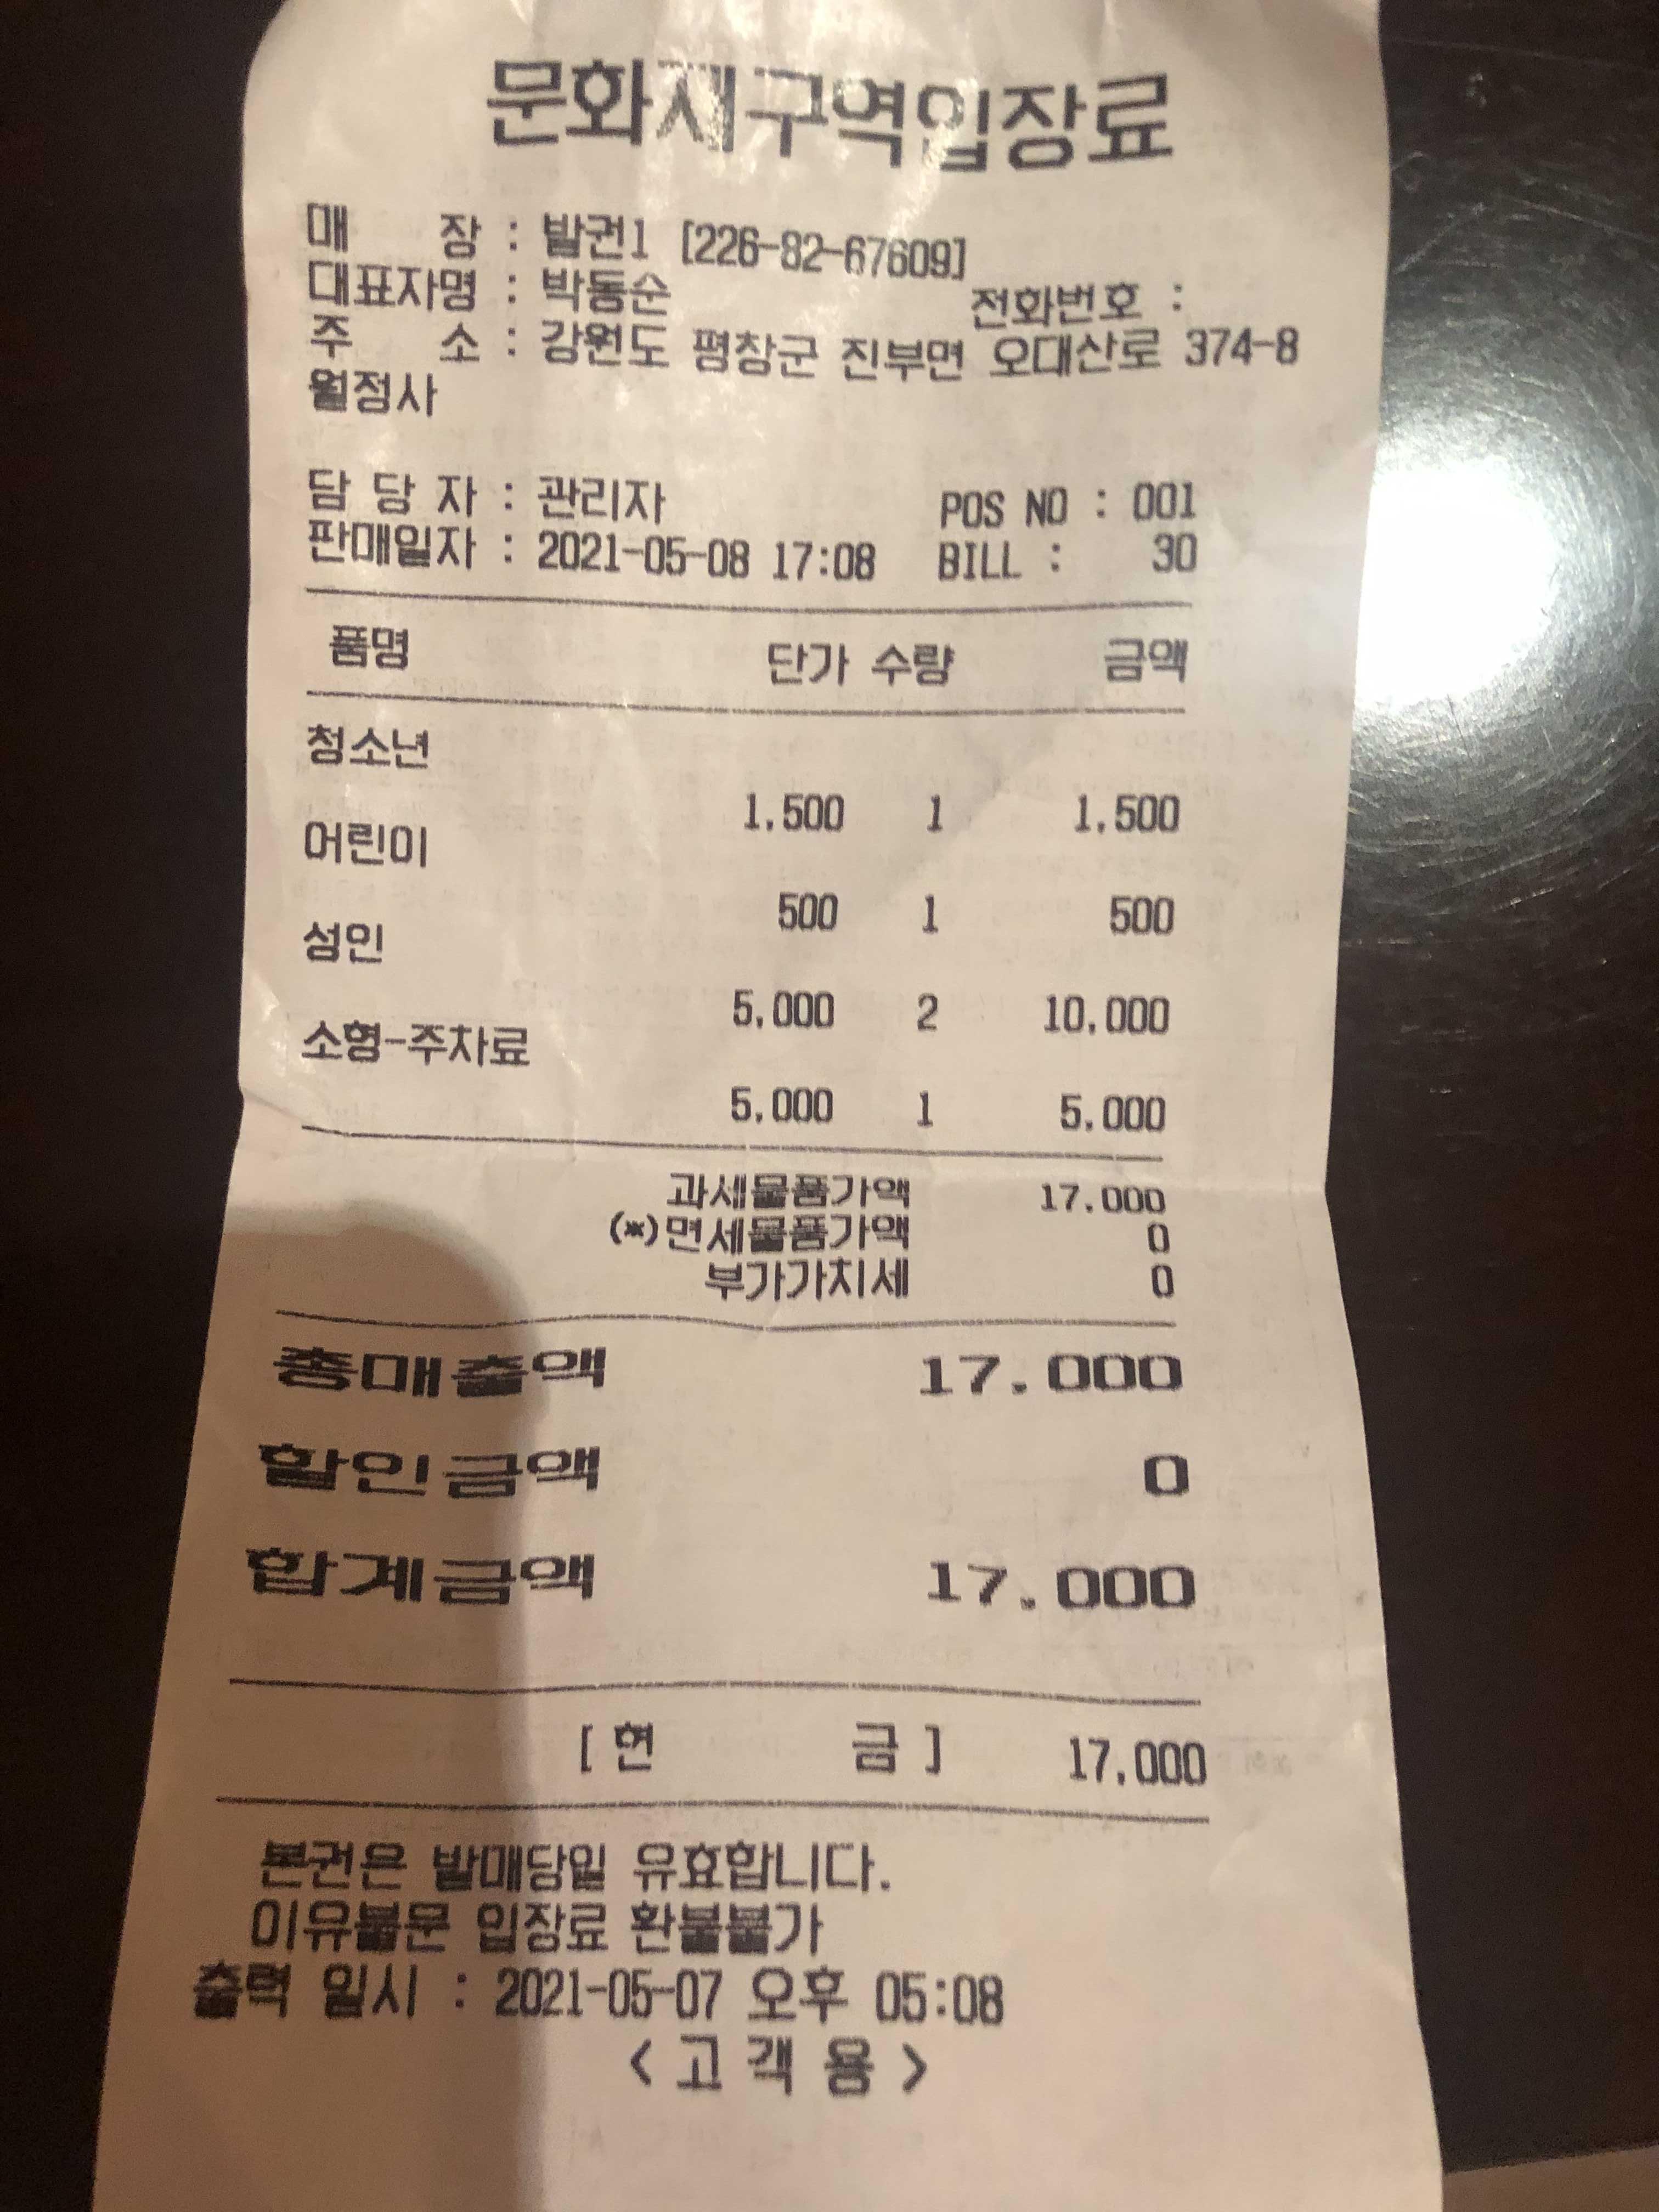 문화재구역입장료
매 장 : 발권1 [226-82-67609]
대표자명 : 박동순 전화번호 :
주 소 : 강원도 평창군 진부면 오대산로 374-8
월정사
담 당 자 : 관리자 POS NO : 001
판매일자 : 2021-05-08 17:08 BILL : 30
품명 단가 수량 금액
청소년
1,500 1 1,500
어린이
500 1 500
성인
5,000 2 10,000
소형-주차료
5,000 1 5,000
과세물품가액 17,000
(*)면세물품가액 0
부가가치세 0
총매출액 17,000
할인금액 0
합계금액 17,000
[ 현 금 ] 17,000
본권은 발매당일 유효합니다.
이유불문 입장료 환불불가
출력 일시 : 2021-05-07 오후 05:08
< 고 객 용 >